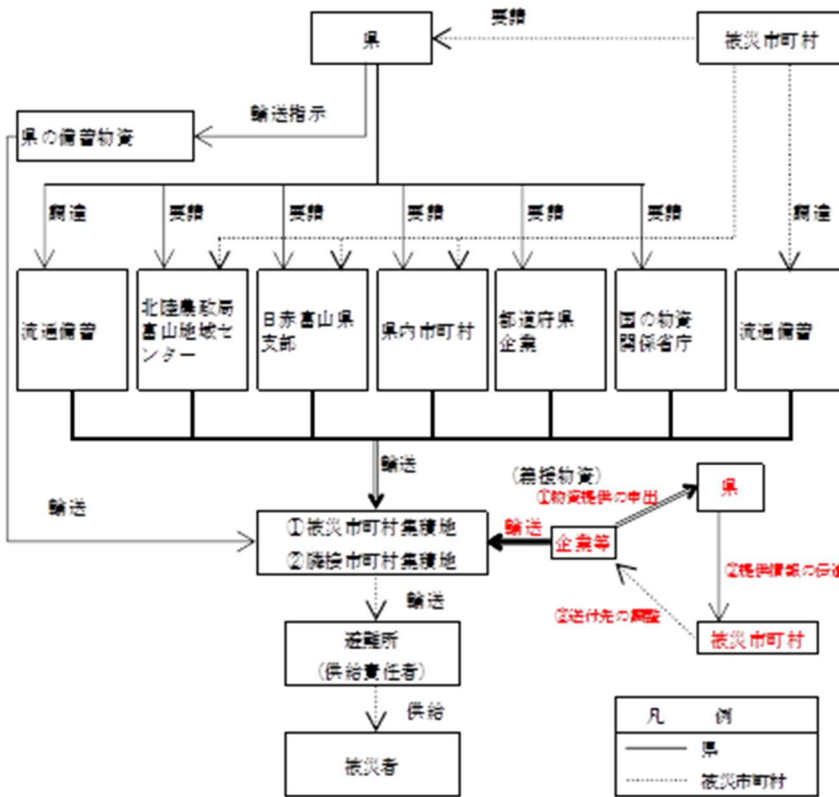 要請
県
被災市町村
輸送指示
県の備蓄物資
調達
要請
要請
要請
要請
要請
調達
流通備蓄
北陸農政局
富山地域セ
ンター
日赤富山県
支部
県内市町村
都道府県
企業
国の物資
関係省庁
流通備蓄
輸送
(義援物資)
①物資提供の申出
県
輸送
輸送
企業等
①被災市町村集積地
②隣接市町村集積地
②提供情報の伝達
輸送
③送付先の調整
被災市町村
避難所
(供給責任者)
供給
被災者
凡 例
県
被災市町村